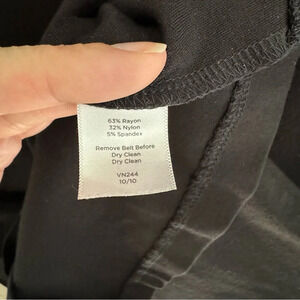 63% Rayon
32% Nylon
5% Spandex
Remove Belt Before
Dry Clean
Dry Clean
VN244
10/10